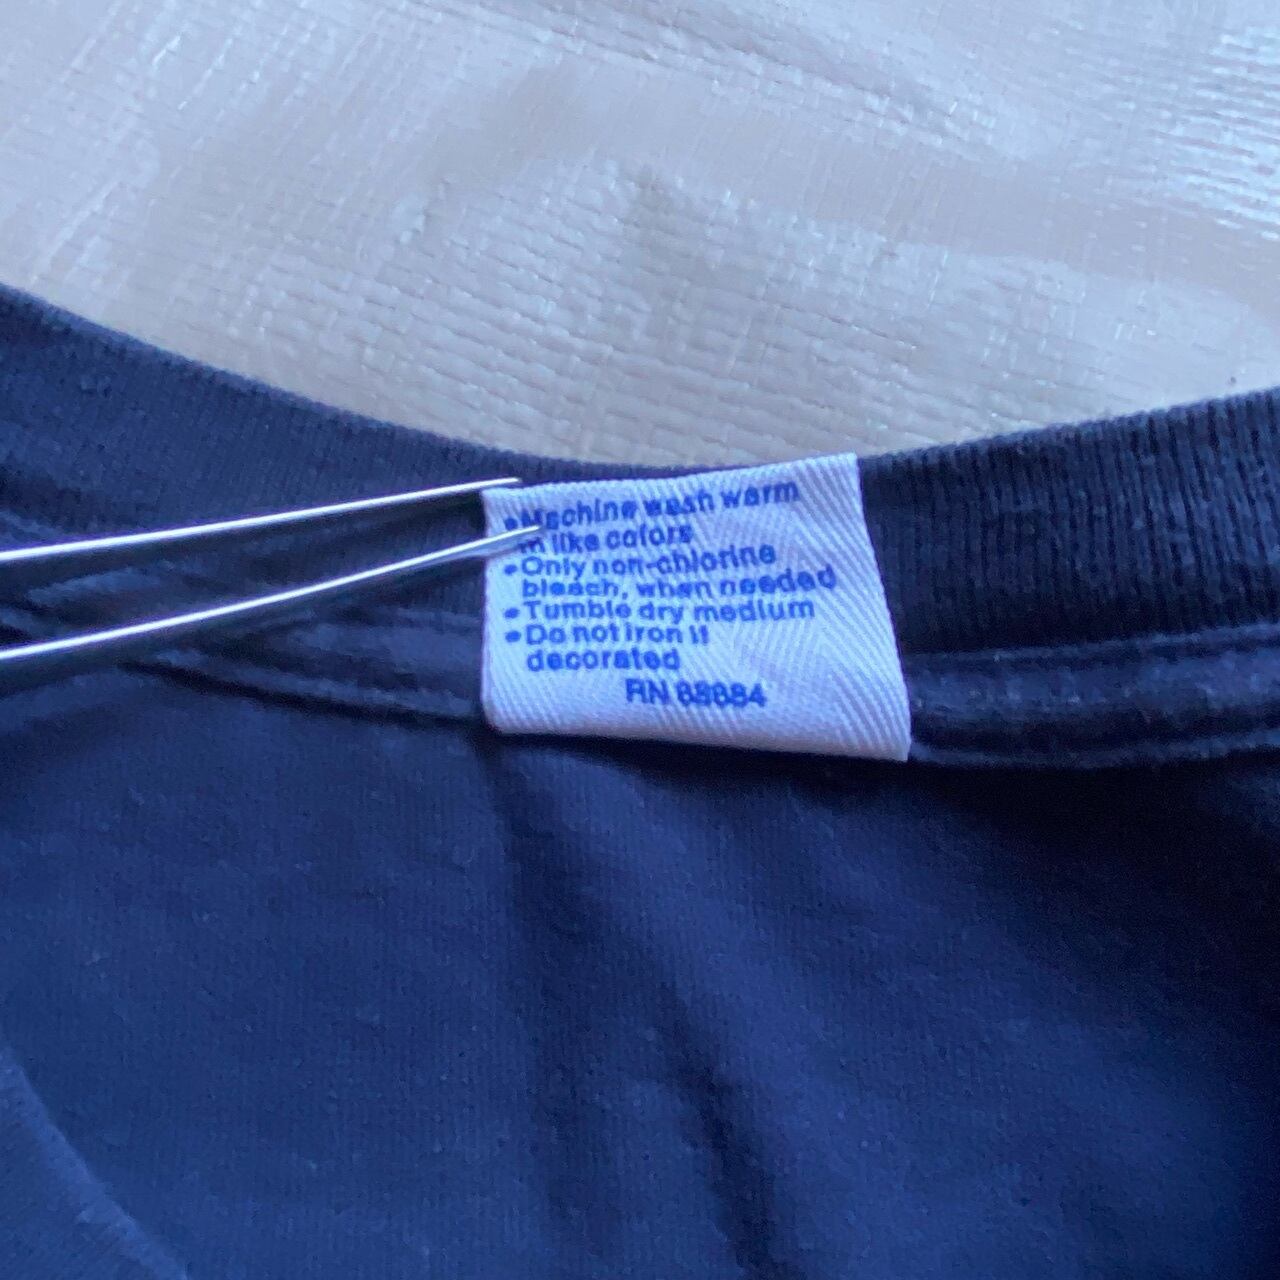 •Machine wash warm
in like colors
•Only non-chlorine
bleach, when needed
•Tumble dry medium
•Do not iron if
decorated
RN